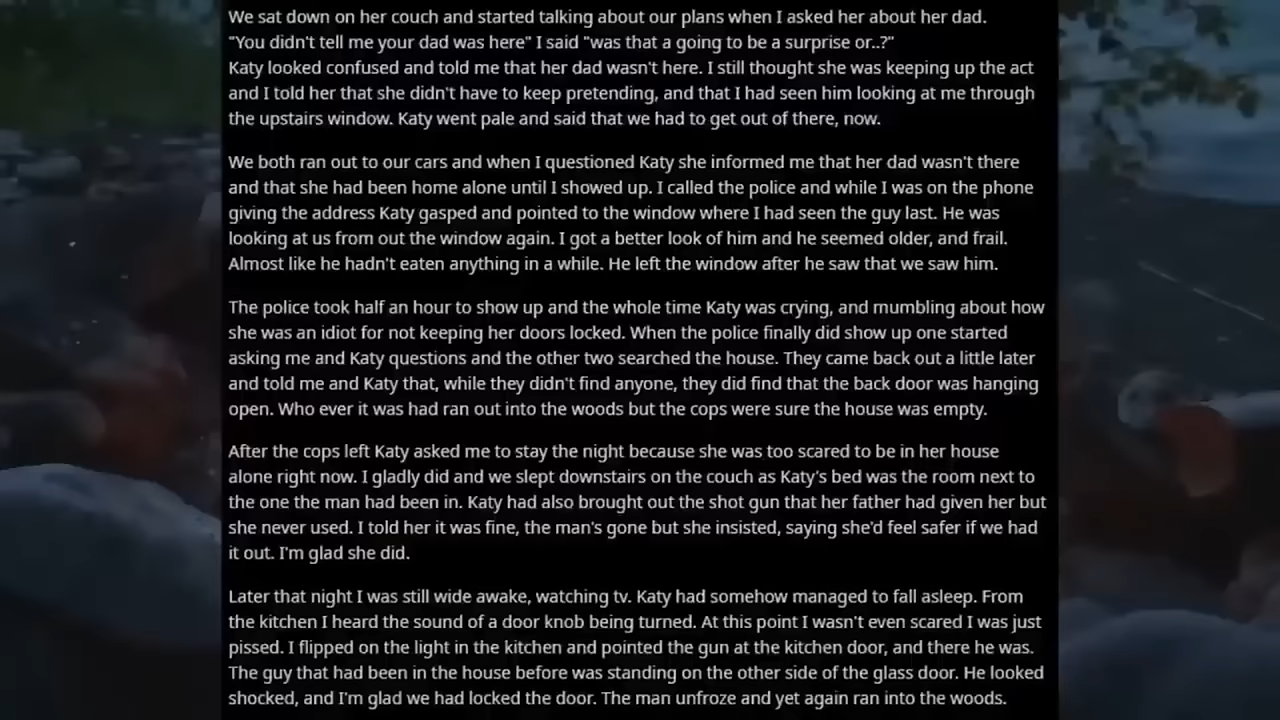 We sat down on her couch and started talking about our plans when I asked her about her dad.
"You didn't tell me your dad was here" I said "was that a going to be a surprise or..?"
Katy looked confused and told me that her dad wasn't here. I still thought she was keeping up the act
and I told her that she didn't have to keep pretending, and that I had seen him looking at me through
the upstairs window. Katy went pale and said that we had to get out of there, now.
We both ran out to our cars and when I questioned Katy she informed me that her dad wasn't there
and that she had been home alone until I showed up. I called the police and while I was on the phone
giving the address Katy gasped and pointed to the window where I had seen the guy last. He was
looking at us from out the window again. I got a better look of him and he seemed older, and frail.
Almost like he hadn't eaten anything in a while. He left the window after he saw that we saw him.
The police took half an hour to show up and the whole time Katy was crying, and mumbling about how
she was an idiot for not keeping her doors locked. When the police finally did show up one started
asking me and Katy questions and the other two searched the house. They came back out a little later
and told me and Katy that, while they didn't find anyone, they did find that the back door was hanging
open. Who ever it was had ran out into the woods but the cops were sure the house was empty.
After the cops left Katy asked me to stay the night because she was too scared to be in her house
alone right now. I gladly did and we slept downstairs on the couch as Katy's bed was the room next to
the one the man had been in. Katy had also brought out the shot gun that her father had given her but
she never used. I told her it was fine, the man's gone but she insisted, saying she'd feel safer if we had
it out. I'm glad she did.
Later that night I was still wide awake, watching tv. Katy had somehow managed to fall asleep. From
the kitchen I heard the sound of a door knob being turned. At this point I wasn't even scared I was just
pissed. I flipped on the light in the kitchen and pointed the gun at the kitchen door, and there he was.
The guy that had been in the house before was standing on the other side of the glass door. He looked
shocked, and I'm glad we had locked the door. The man unfroze and yet again ran into the woods.